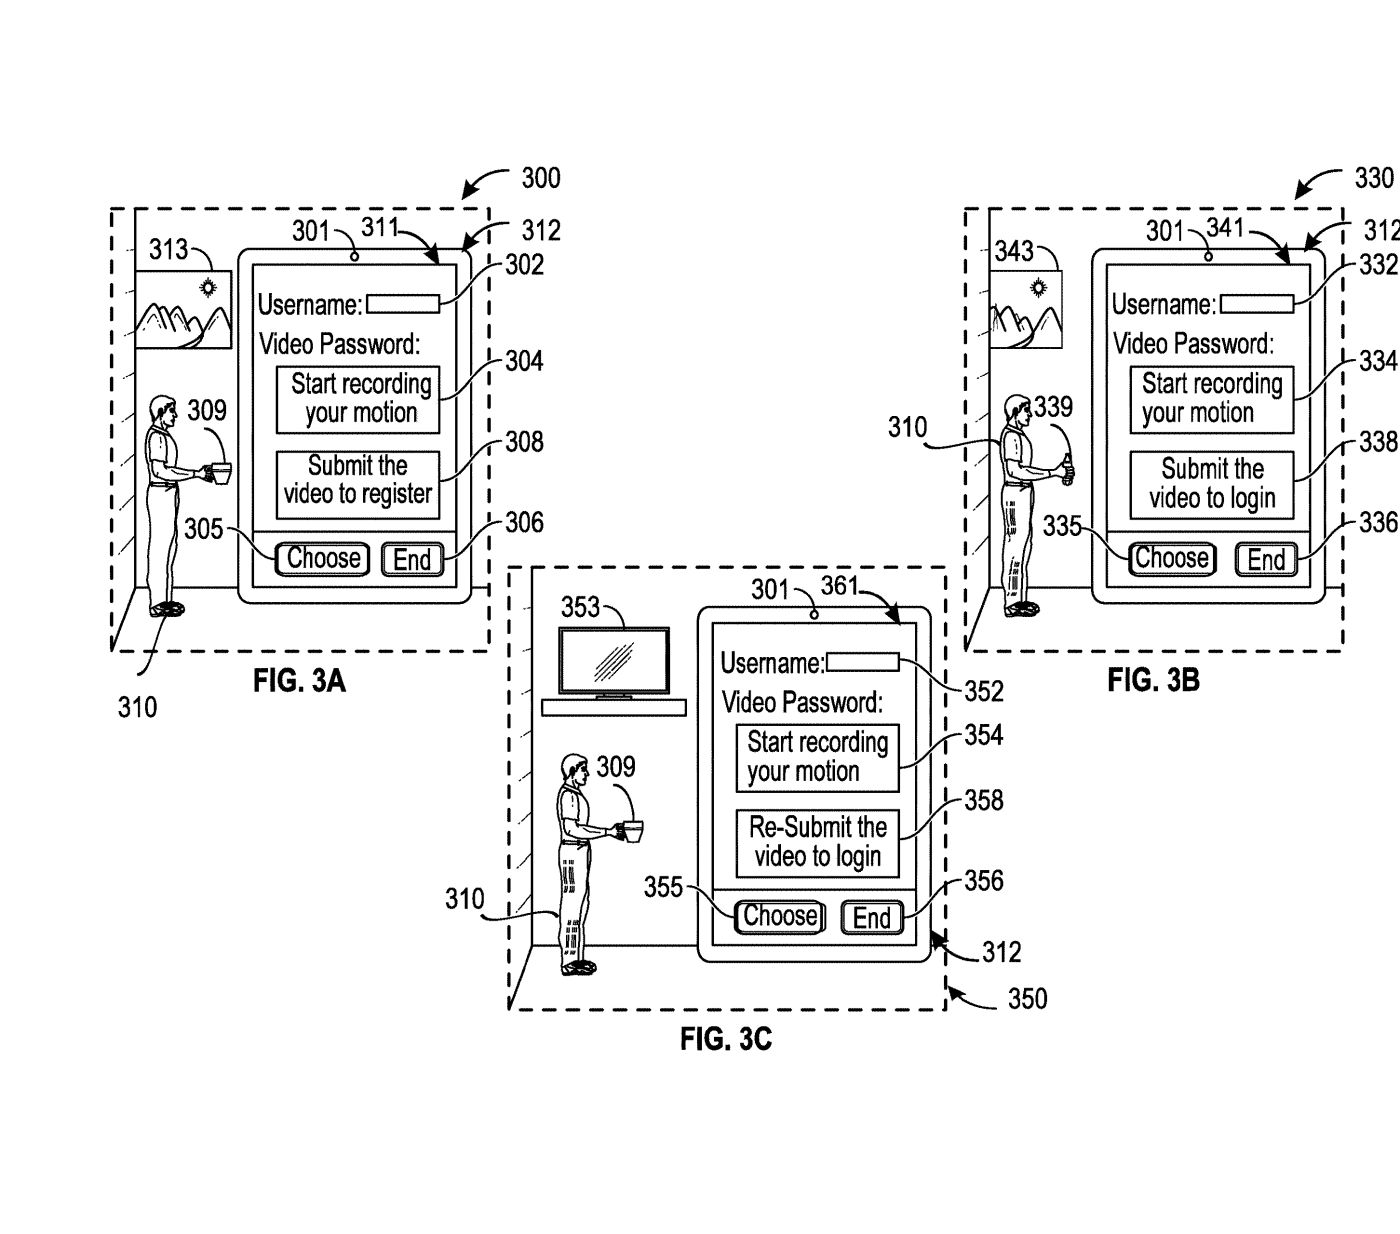 300
301
311
312
313
302
Username:
Video Password:
304
Start recording
your motion
309
308
Submit the
video to register
305
306
Choose
End
310
FIG. 3A
330
301
341
312
343
332
Username:
Video Password:
334
Start recording
your motion
339
310
338
Submit the
video to login
335
336
Choose
End
FIG. 3B
301
361
353
Username:
352
Video Password:
354
Start recording
your motion
309
358
Re-Submit the
video to login
355
356
310
Choose
End
312
350
FIG. 3C